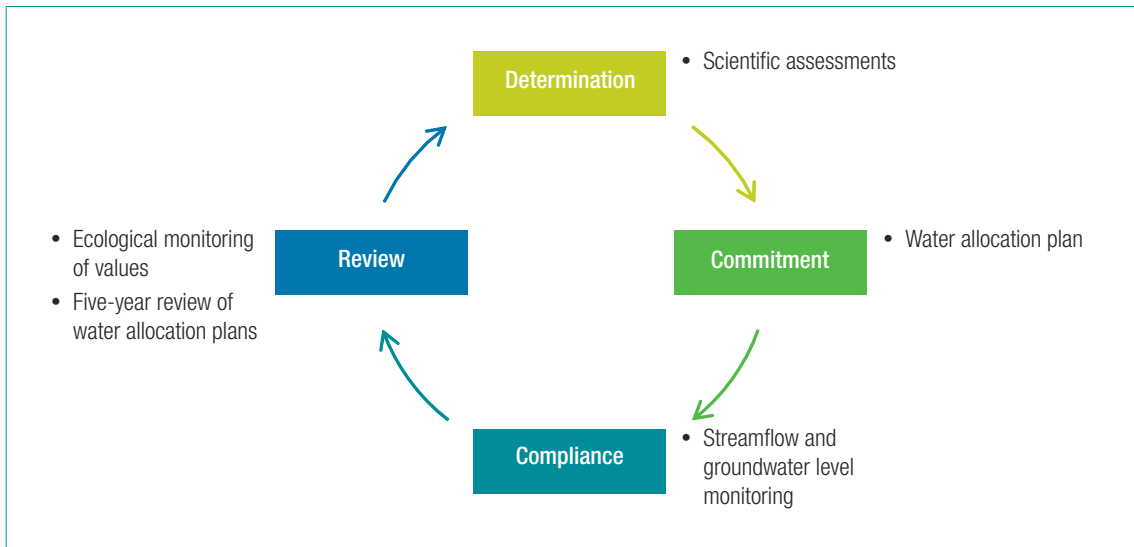 Determination
• Scientific assessments
Commitment
• Water allocation plan
Compliance
• Streamflow and
groundwater level
monitoring
Review
• Ecological monitoring
of values
• Five-year review of
water allocation plans